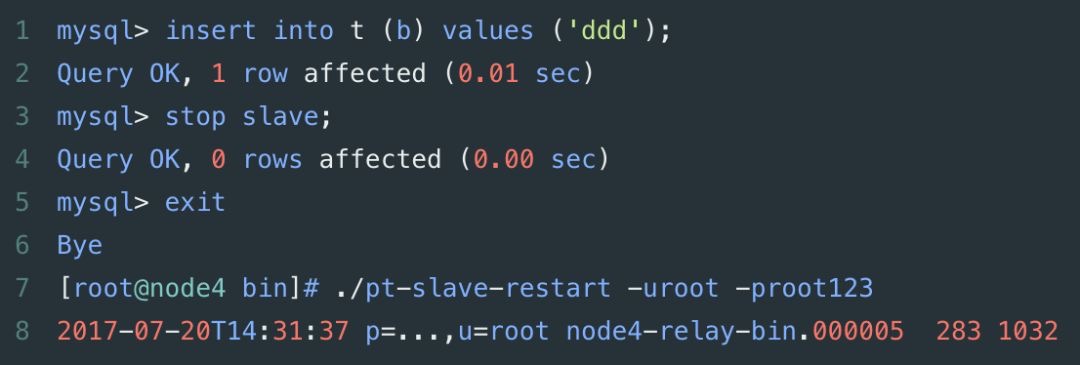 1 mysql> insert into t (b) values ('ddd');
2 Query OK, 1 row affected (0.01 sec)
3 mysql> stop slave;
4 Query OK, 0 rows affected (0.00 sec)
5 mysql> exit
6 Bye
7 [root@node4 bin]# ./pt-slave-restart -uroot -proot123
8 2017-07-20T14:31:37 p=...,u=root node4-relay-bin.000005  283 1032